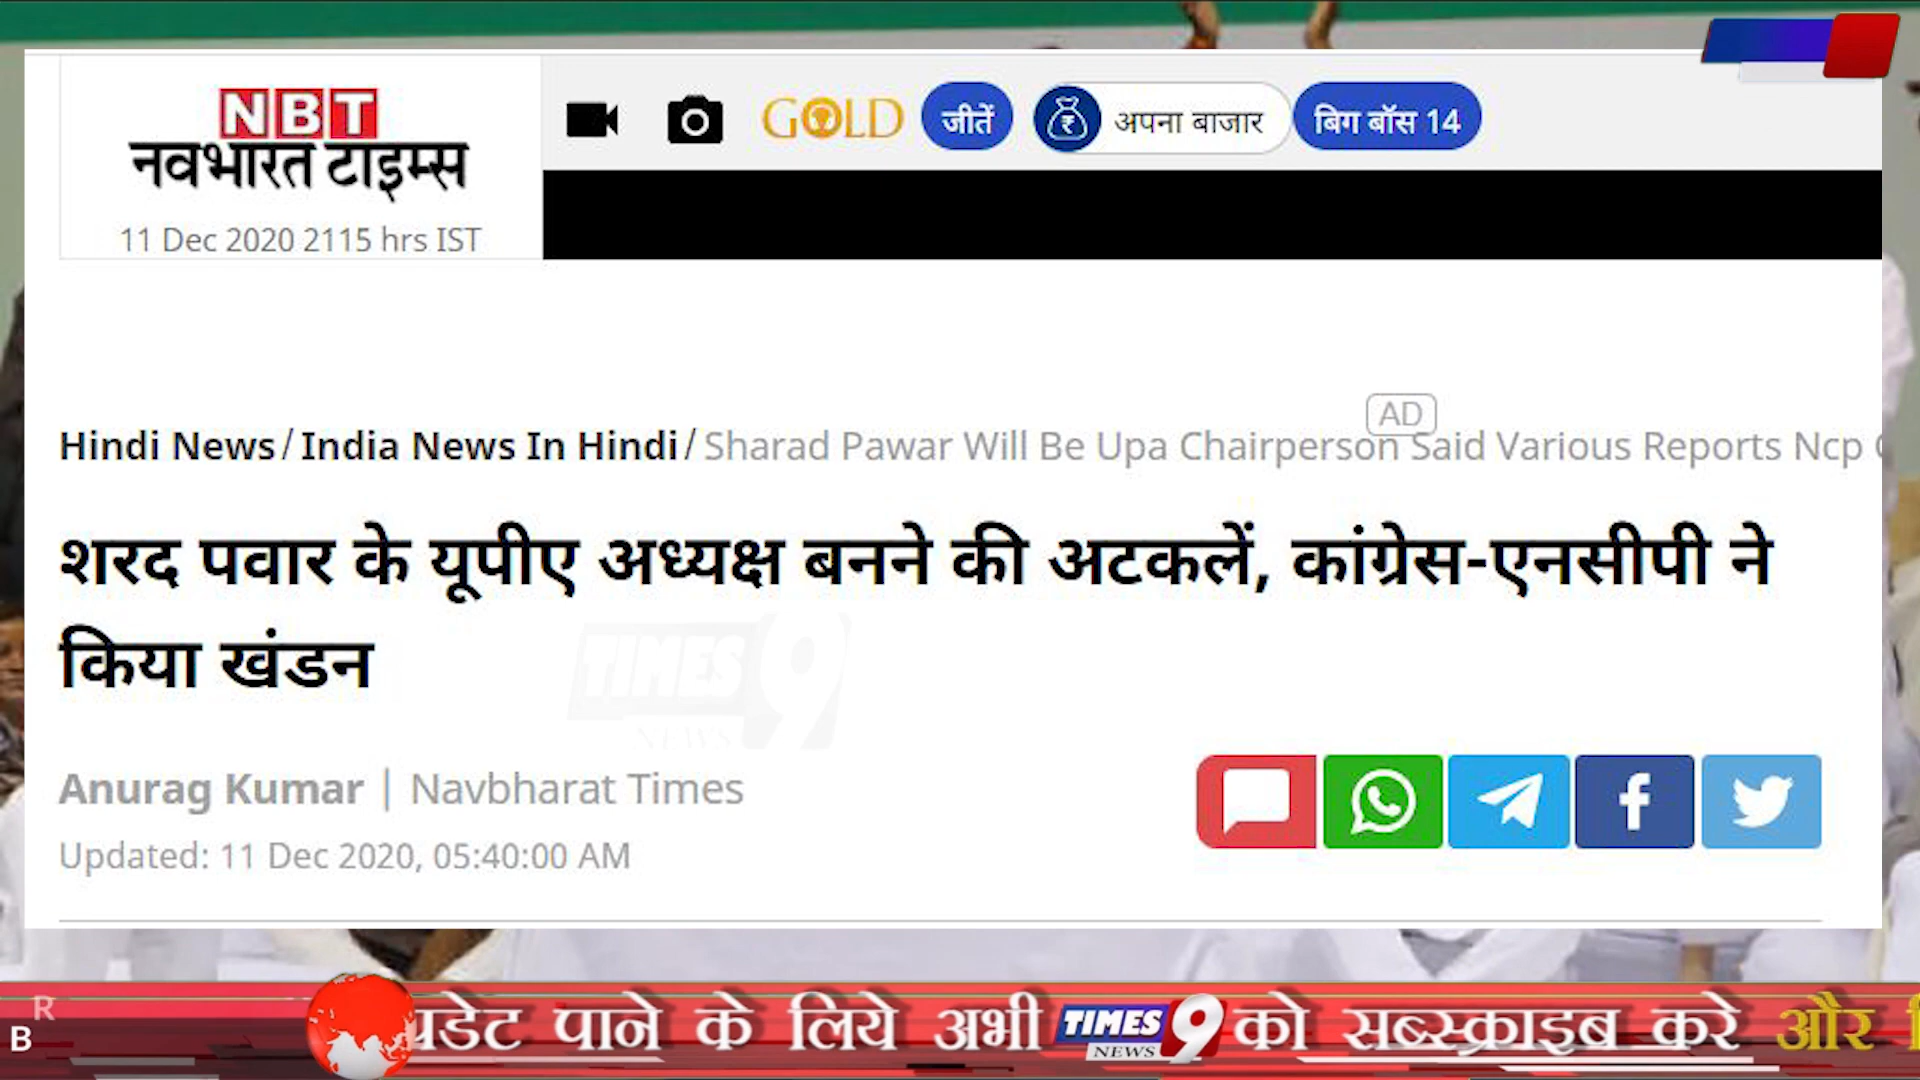 NBT
नवभारत टाइम्स
11 Dec 2020 2115 hrs IST
GOLD
जीतें
अपना बाजार
बिग बॉस 14
AD
Hindi News/India News In Hindi/Sharad Pawar Will Be Upa Chairperson Said Various Reports Ncp
शरद पवार के यूपीए अध्यक्ष बनने की अटकलें, कांग्रेस-एनसीपी ने
किया खंडन
TIMES 9
NEWS
Anurag Kumar | Navbharat Times
Updated: 11 Dec 2020, 05:40:00 AM
R
B
पडेट पाने के लिये अभी TIMES NEWS 9 को सब्स्क्राइब करे और